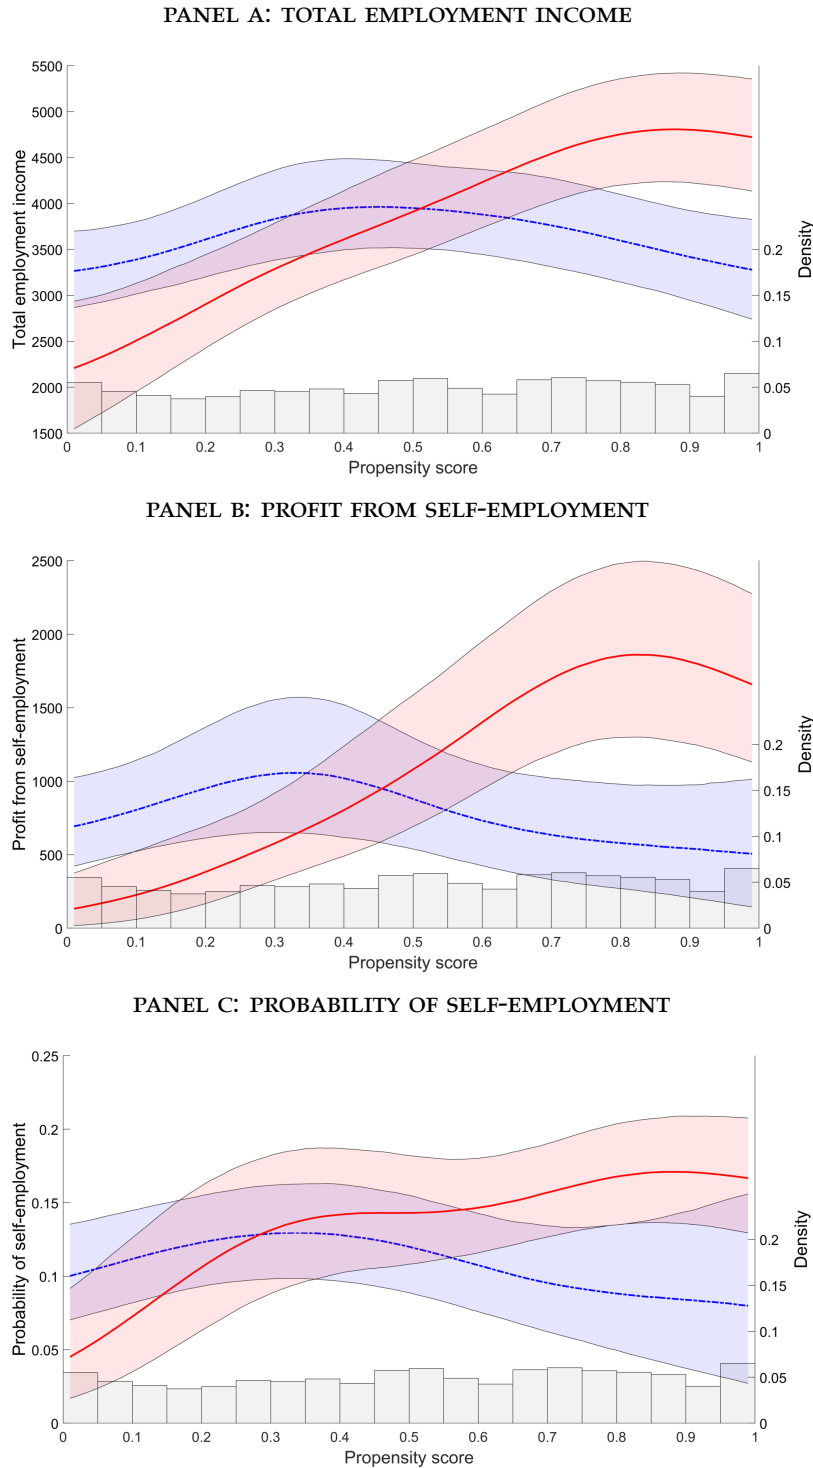 PANEL A: TOTAL EMPLOYMENT INCOME
5500
5000
4500
4000
3500
3000
2500
2000
1500
Total employment income
0.2
0.15
0.1
0.05
0
Density
0 0.1 0.2 0.3 0.4 0.5 0.6 0.7 0.8 0.9 1
Propensity score
PANEL B: PROFIT FROM SELF-EMPLOYMENT
2500
2000
1500
1000
500
0
Profit from self-employment
0.2
0.15
0.1
0.05
0
Density
0 0.1 0.2 0.3 0.4 0.5 0.6 0.7 0.8 0.9 1
Propensity score
PANEL C: PROBABILITY OF SELF-EMPLOYMENT
0.25
0.2
0.15
0.1
0.05
0
Probability of self-employment
0.2
0.15
0.1
0.05
0
Density
0 0.1 0.2 0.3 0.4 0.5 0.6 0.7 0.8 0.9 1
Propensity score